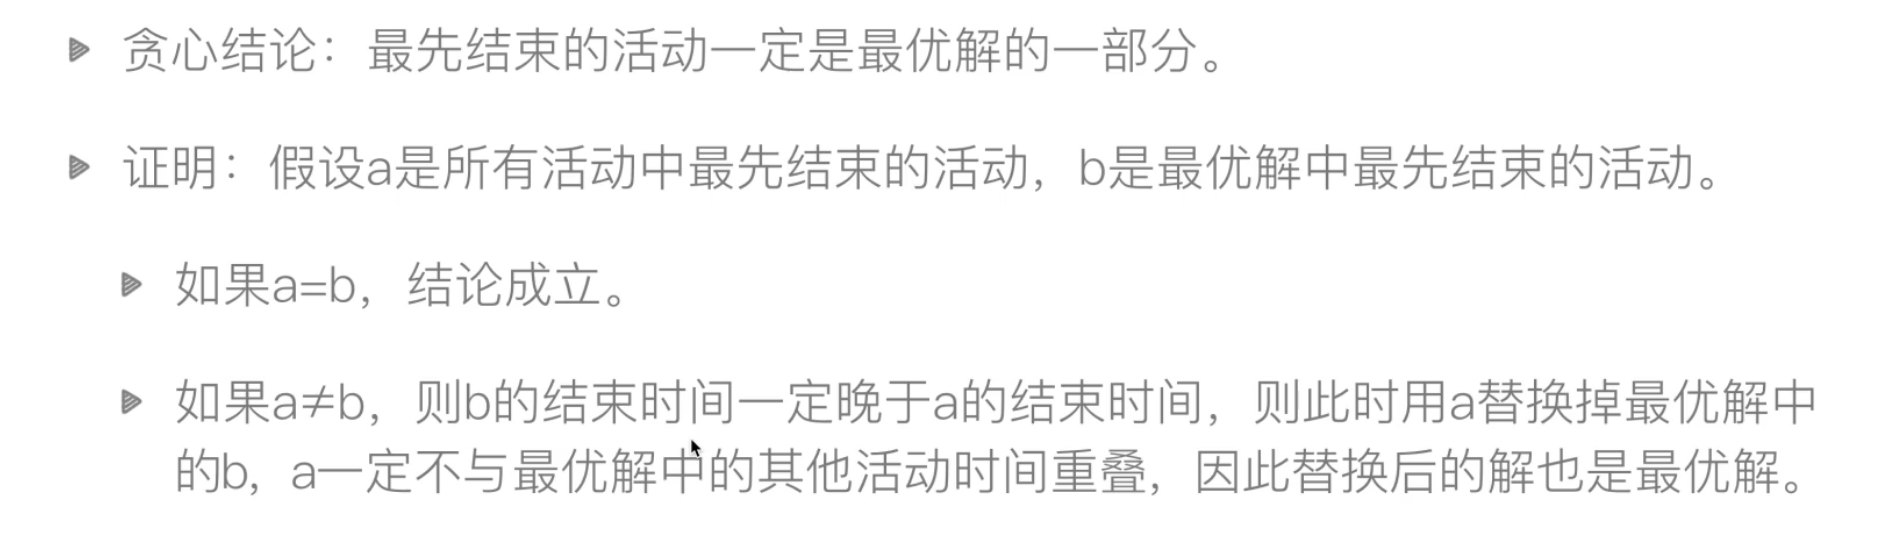 贪心结论：最先结束的活动一定是最优解的一部分。
证明：假设a是所有活动中最先结束的活动，b是最优解中最先结束的活动。
如果a=b，结论成立。
如果a≠b，则b的结束时间一定晚于a的结束时间，则此时用a替换掉最优解中
的b，a一定不与最优解中的其他活动时间重叠，因此替换后的解也是最优解。